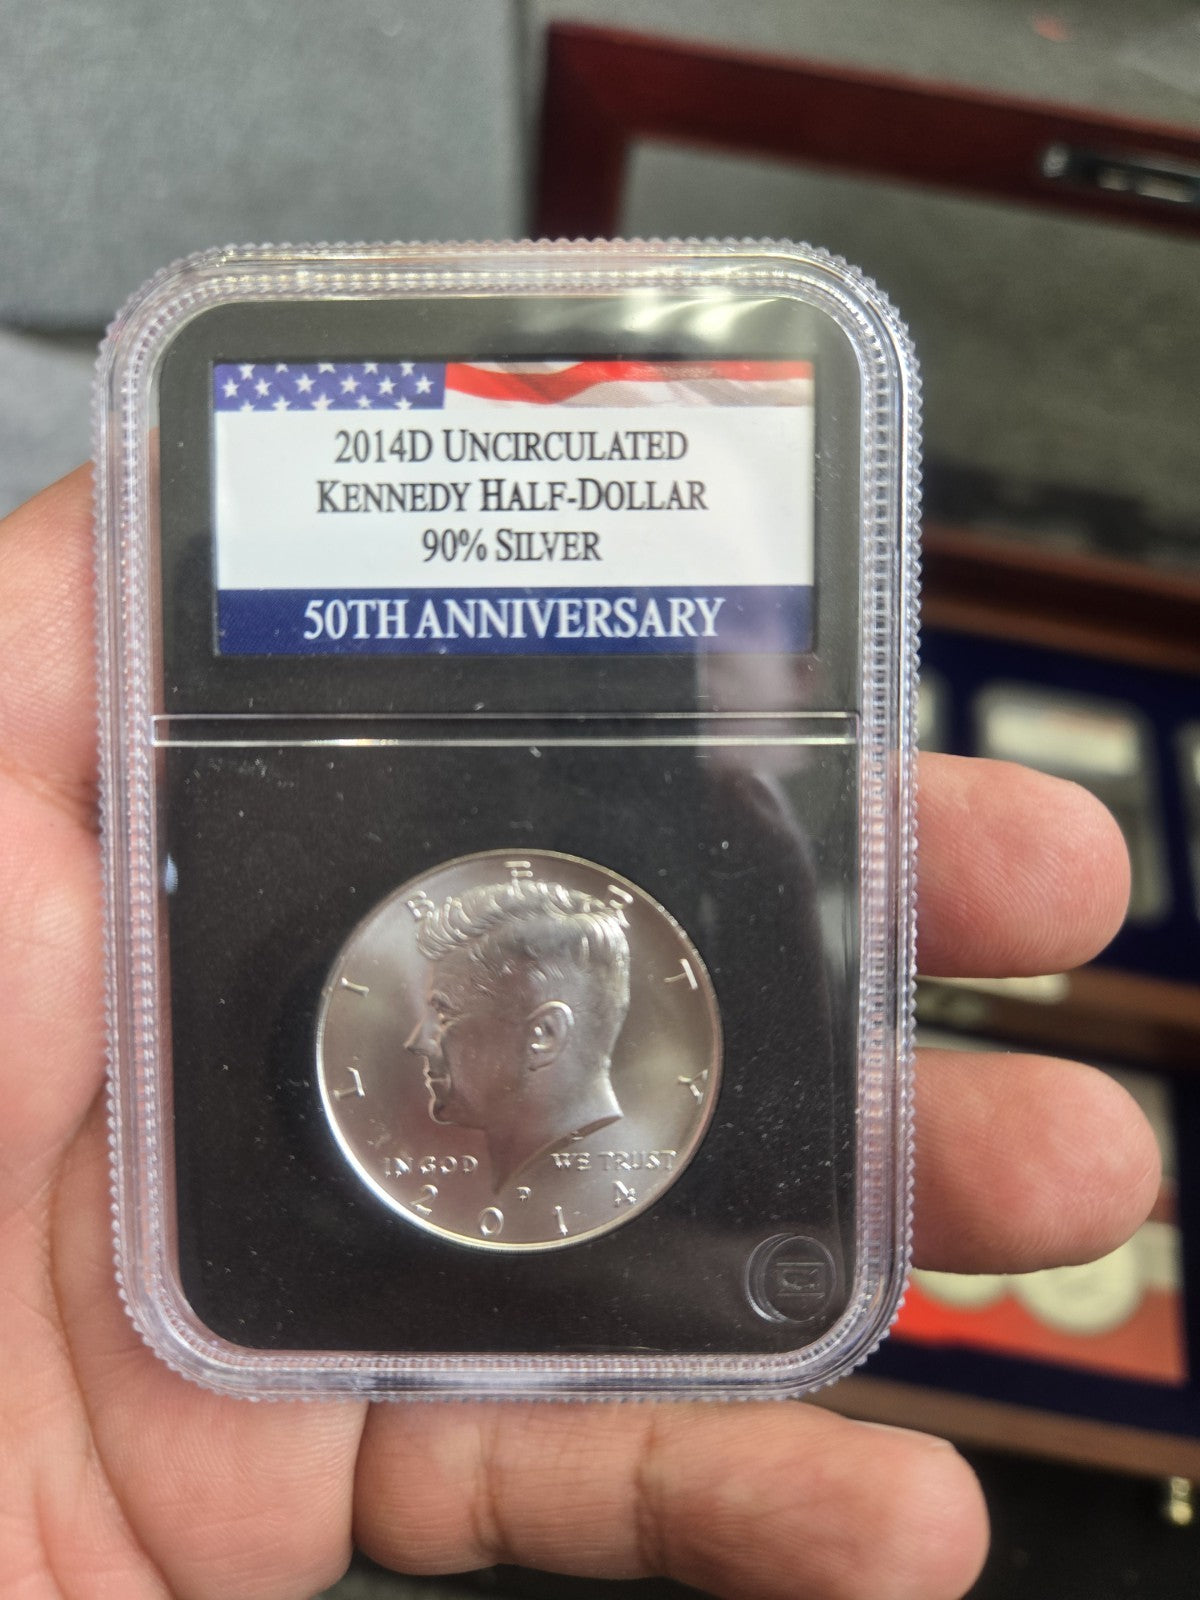 2014D UNCIRCULATED
KENNEDY HALF-DOLLAR
90% SILVER
50TH ANNIVERSARY
LIBERTY
IN GOD WE TRUST
D
2014